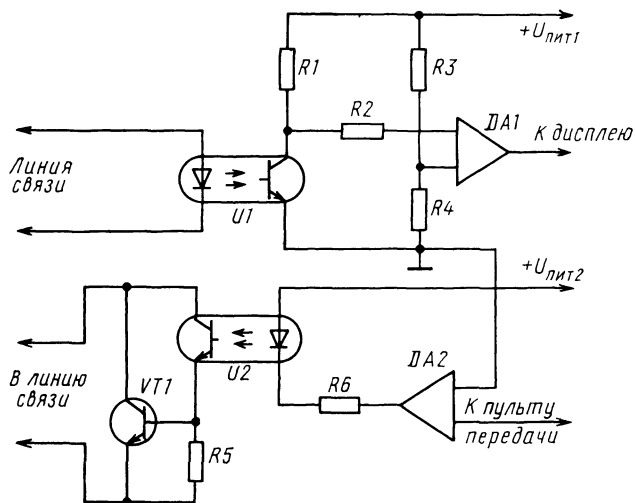 +Uпит1
R1
R3
R2
DA1
К дисплею
Линия
связи
U1
R4
+Uпит2
DA2
U2
В линию
связи
VT1
R6
К пульту
передачи
R5